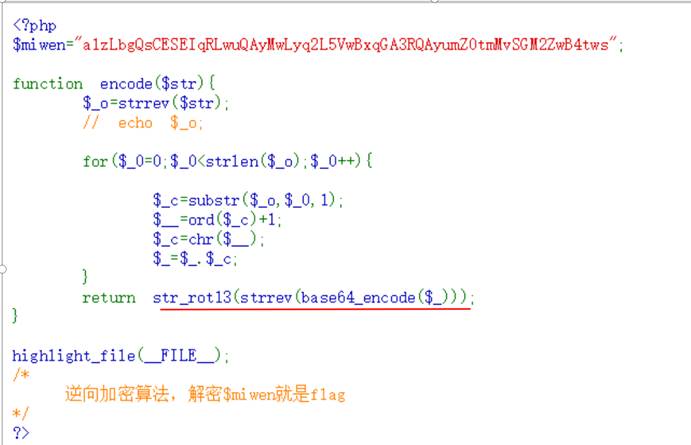 <?php
$miwen="a1zLbgQsCESEIqRLwuQAyMwLyq2L5VwBxqGA3RQAyumZ0tmMvSGM2ZwB4tws";
function encode($str){
$_o=strrev($str);
// echo $_o;
for($_0=0;$_0<strlen($_o);$_0++){
$_c=substr($_o,$_0,1);
$__=ord($_c)+1;
$_c=chr($__);
$_=$_.$_c;
}
return str_rot13(strrev(base64_encode($_)));
}
highlight_file(__FILE__);
/*
逆向加密算法，解密$miwen就是flag
*/
?>